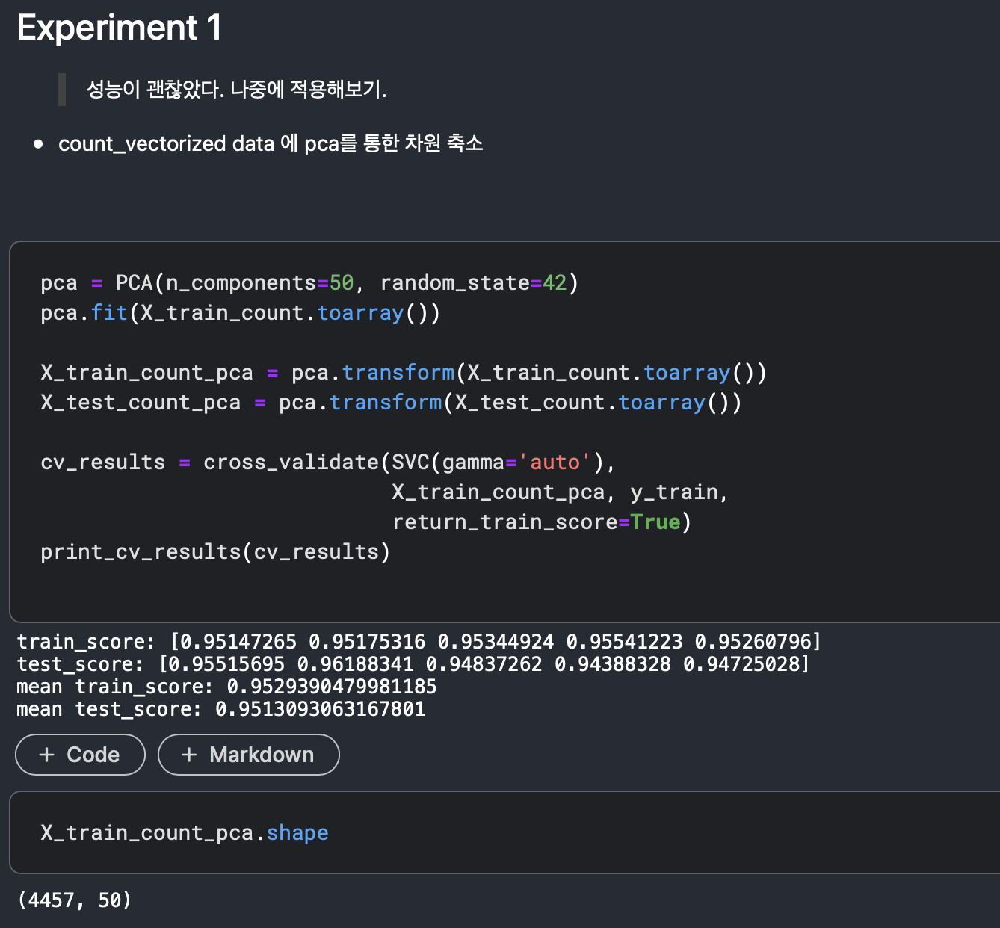 Experiment 1
성능이 괜찮았다. 나중에 적용해보기.
● count_vectorized data 에 pca를 통한 차원 축소
pca = PCA(n_components=50, random_state=42)
pca.fit(X_train_count.toarray())
X_train_count_pca = pca.transform(X_train_count.toarray())
X_test_count_pca = pca.transform(X_test_count.toarray())
cv_results = cross_validate(SVC(gamma='auto'),
X_train_count_pca, y_train,
return_train_score=True)
print_cv_results(cv_results)
train_score: [0.95147265 0.95175316 0.95344924 0.95541223 0.95260796]
test_score: [0.95515695 0.96188341 0.94837262 0.94388328 0.94725028]
mean train_score: 0.9529390479981185
mean test_score: 0.9513093063167801
+ Code + Markdown
X_train_count_pca.shape
(4457, 50)